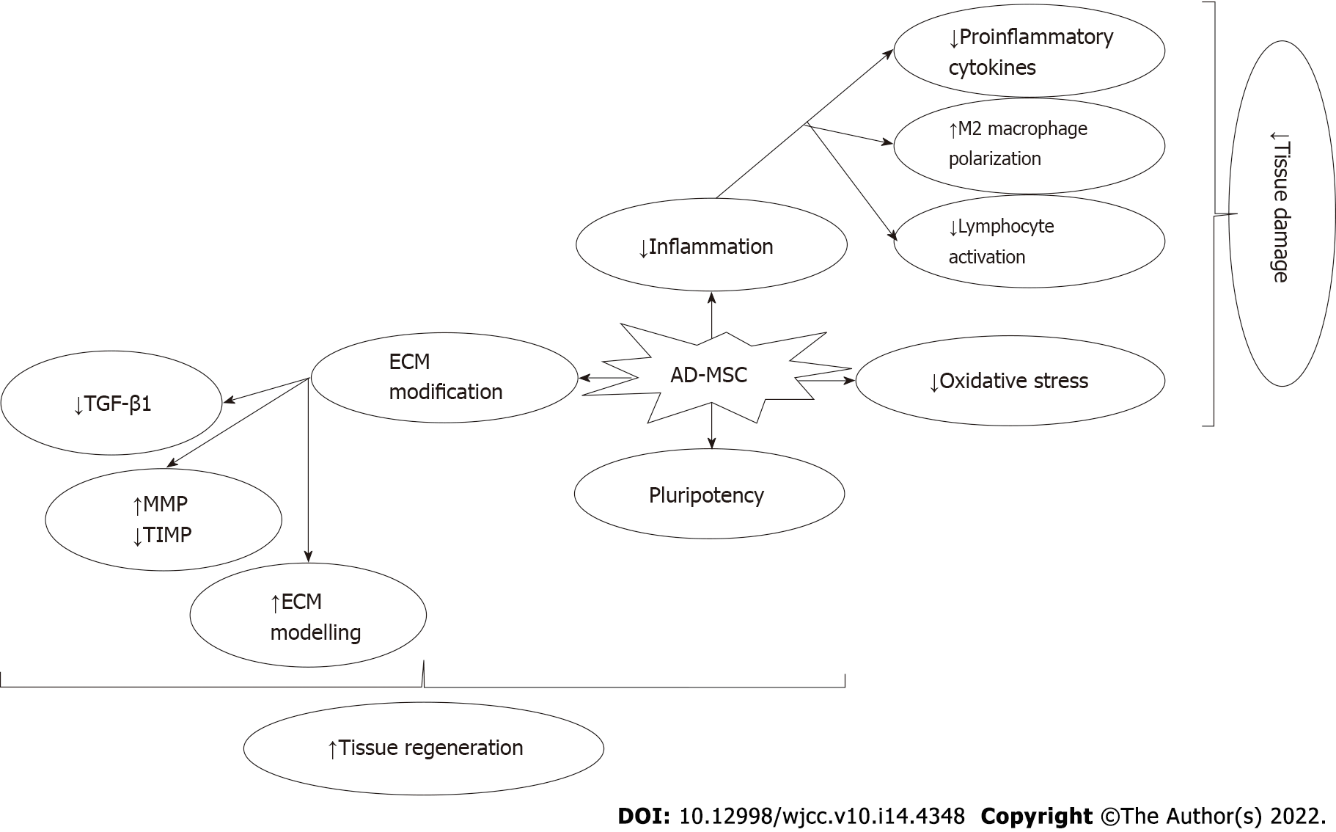 ↓Proinflammatory
cytokines
↑M2 macrophage
polarization
↓Lymphocyte
activation
↓Tissue damage
↓Inflammation
ECM
modification
AD-MSC
↓Oxidative stress
↓TGF-β1
↑MMP
↓TIMP
Pluripotency
↑ECM
modelling
↑Tissue regeneration
DOI: 10.12998/wjcc.v10.i14.4348 Copyright ©The Author(s) 2022.